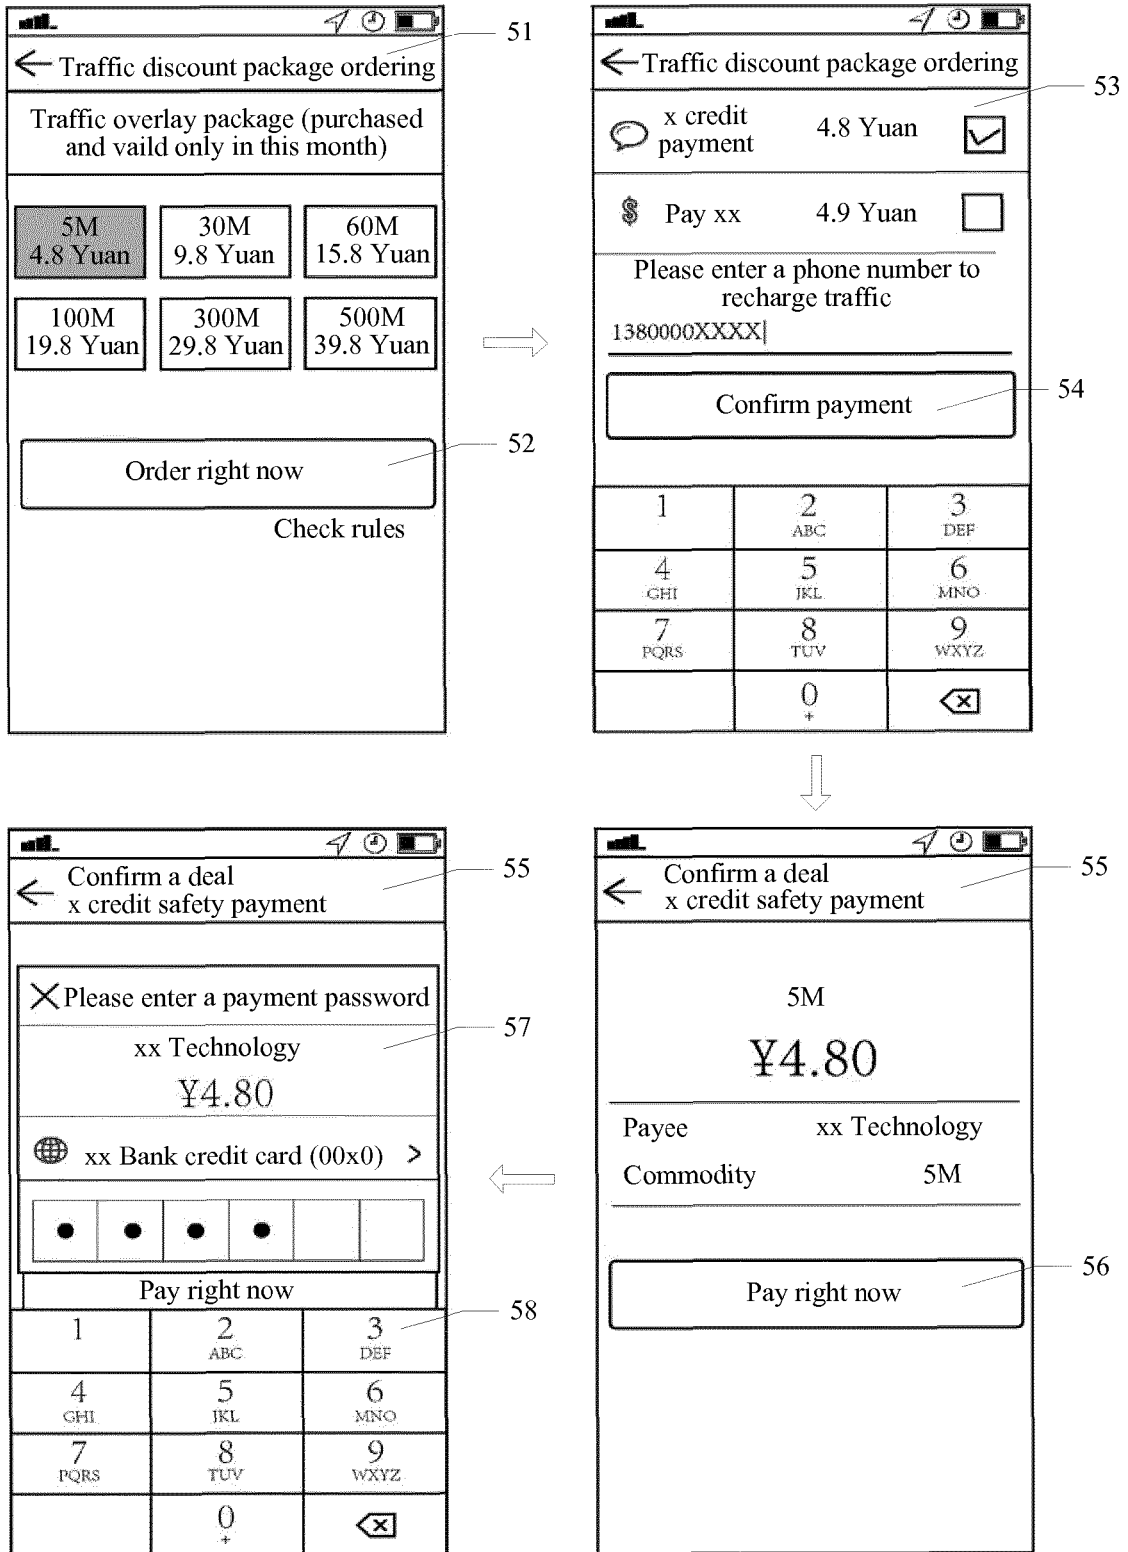 51
Traffic discount package ordering
Traffic overlay package (purchased
and vaild only in this month)
5M
4.8 Yuan
30M
9.8 Yuan
60M
15.8 Yuan
100M
19.8 Yuan
300M
29.8 Yuan
500M
39.8 Yuan
Order right now
52
Check rules
Traffic discount package ordering
53
x credit
payment
4.8 Yuan
$
Pay xx
4.9 Yuan
Please enter a phone number to
recharge traffic
1380000XXXX
Confirm payment
54
1
2
ABC
3
DEF
4
GHI
5
JKL
6
MNO
7
PQRS
8
TUV
9
WXYZ
0
+
Confirm a deal
x credit safety payment
55
5M
¥4.80
Payee xx Technology
Commodity 5M
Pay right now
56
Confirm a deal
x credit safety payment
55
Please enter a payment password
xx Technology
57
¥4.80
xx Bank credit card (00x0) >
Pay right now
58
1
2
ABC
3
DEF
4
GHI
5
JKL
6
MNO
7
PQRS
8
TUV
9
WXYZ
0
+